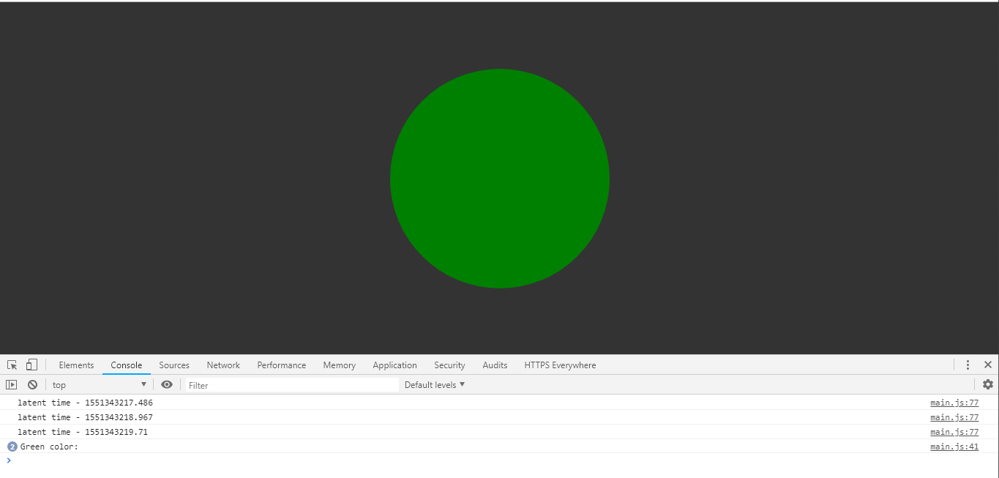 Elements Console Sources Network Performance Memory Application Security Audits HTTPS Everywhere
top Filter Default levels
latent time - 1551343217.486 main.js:77
latent time - 1551343218.967 main.js:77
latent time - 1551343219.71 main.js:77
2 Green color: main.js:41